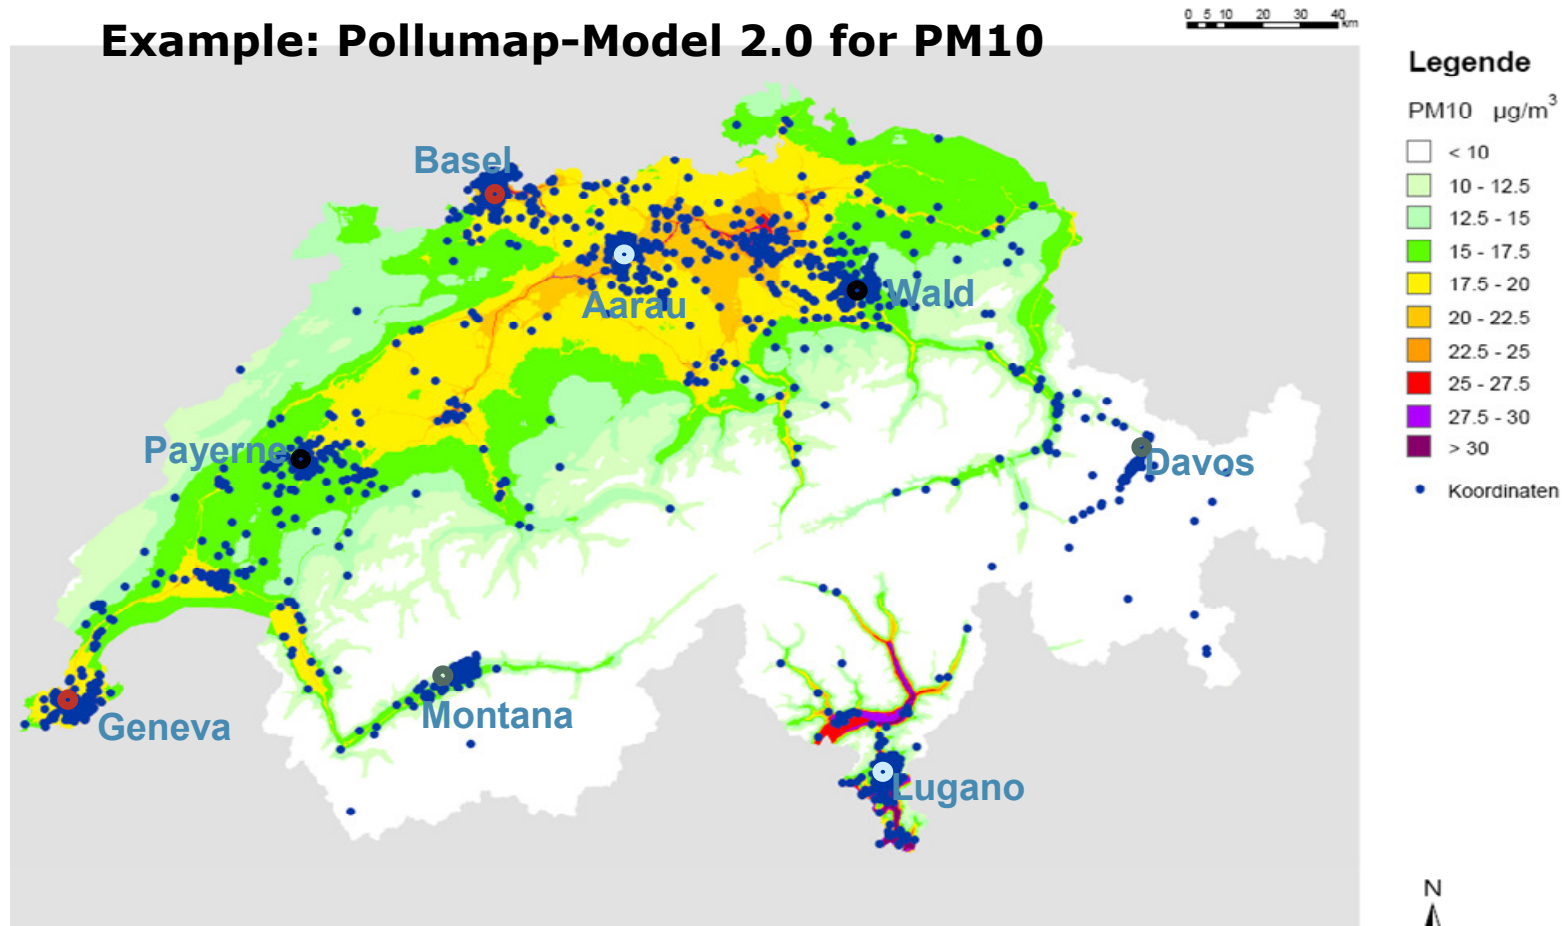 Example: Pollumap-Model 2.0 for PM10
0 5 10 20 30 40
km
Legende
PM10 µg/m³
< 10
10 - 12.5
12.5 - 15
15 - 17.5
17.5 - 20
20 - 22.5
22.5 - 25
25 - 27.5
27.5 - 30
> 30
Koordinaten
Basel
Aarau
Wald
Payerne
Davos
Geneva
Montana
Lugano
N